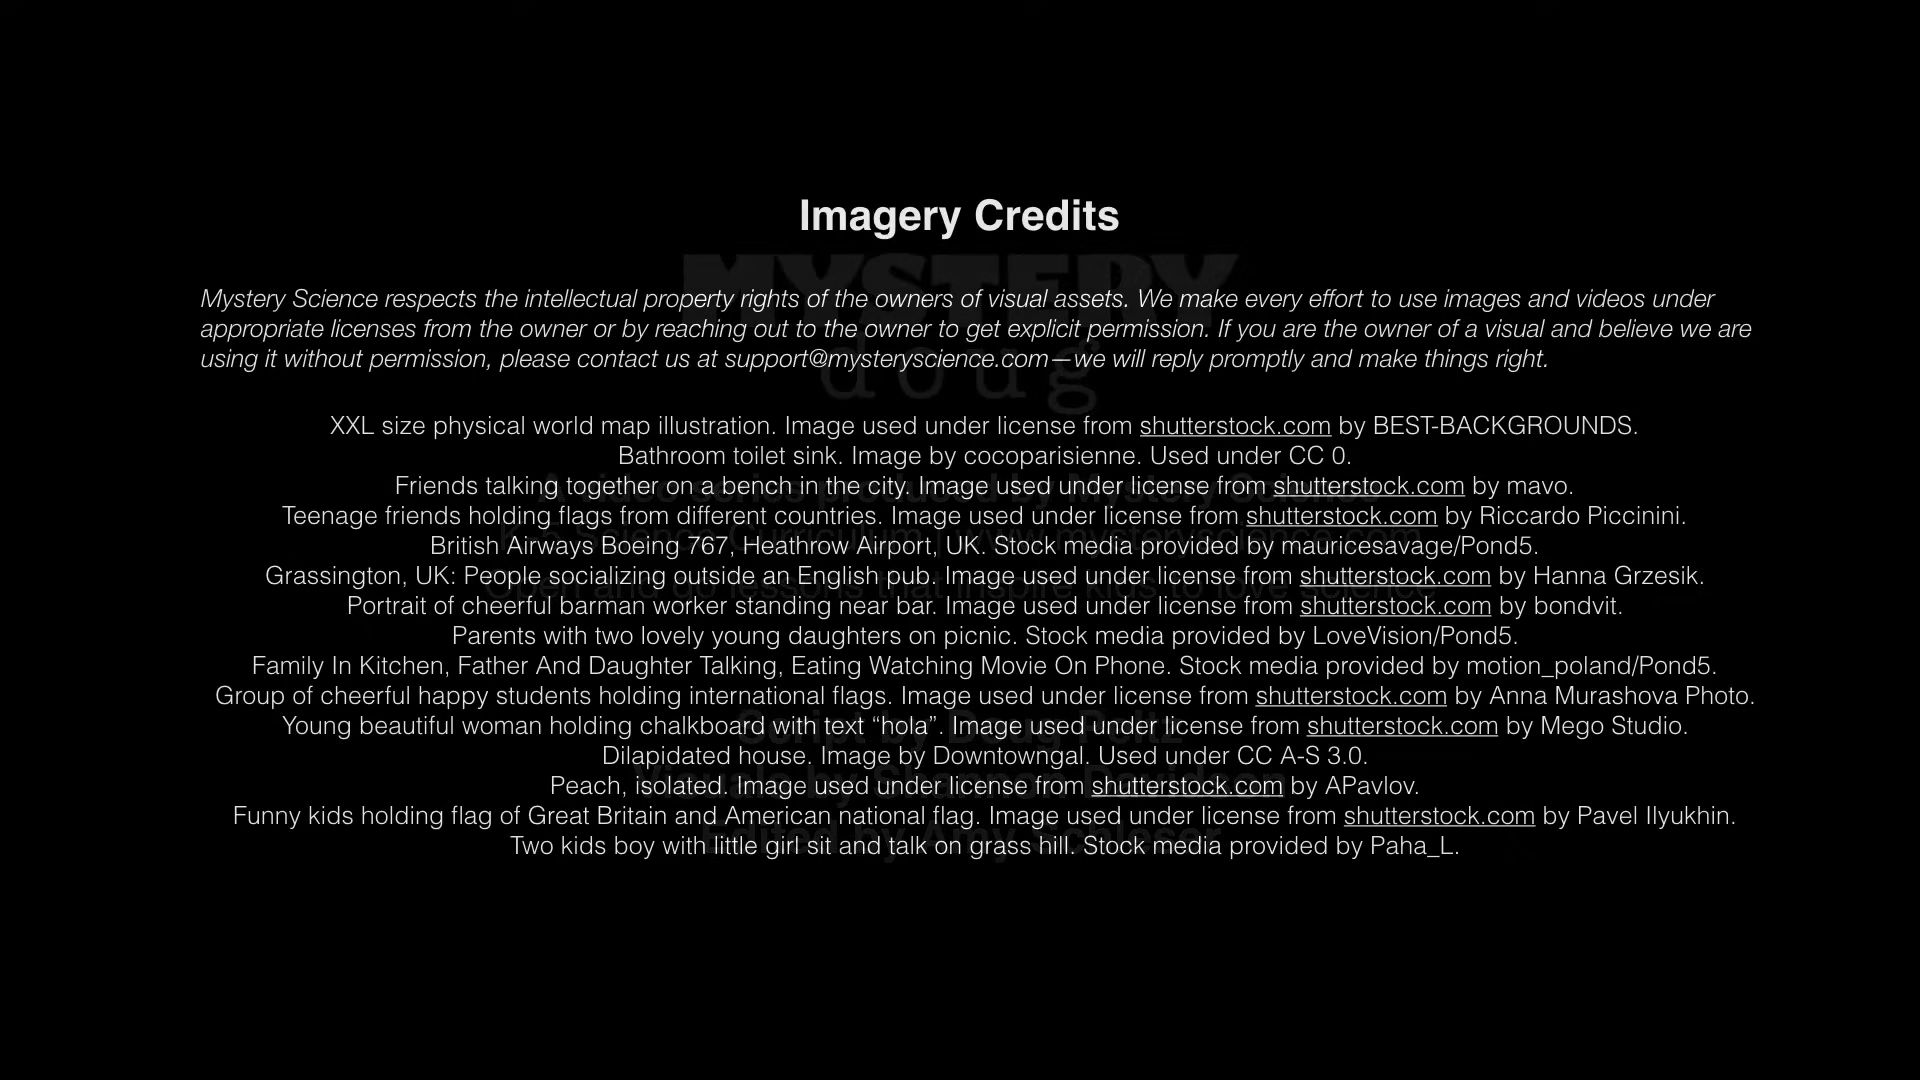 Imagery Credits
MYSTERY
doug
Mystery Science respects the intellectual property rights of the owners of visual assets. We make every effort to use images and videos under
appropriate licenses from the owner or by reaching out to the owner to get explicit permission. If you are the owner of a visual and believe we are
using it without permission, please contact us at support@mysteryscience.com—we will reply promptly and make things right.
XXL size physical world map illustration. Image used under license from shutterstock.com by BEST-BACKGROUNDS.
Bathroom toilet sink. Image by cocoparisienne. Used under CC 0.
Friends talking together on a bench in the city. Image used under license from shutterstock.com by mavo.
Teenage friends holding flags from different countries. Image used under license from shutterstock.com by Riccardo Piccinini.
British Airways Boeing 767, Heathrow Airport, UK. Stock media provided by mauricesavage/Pond5.
Grassington, UK: People socializing outside an English pub. Image used under license from shutterstock.com by Hanna Grzesik.
Portrait of cheerful barman worker standing near bar. Image used under license from shutterstock.com by bondvit.
Parents with two lovely young daughters on picnic. Stock media provided by LoveVision/Pond5.
Family In Kitchen, Father And Daughter Talking, Eating Watching Movie On Phone. Stock media provided by motion_poland/Pond5.
Group of cheerful happy students holding international flags. Image used under license from shutterstock.com by Anna Murashova Photo.
Young beautiful woman holding chalkboard with text “hola”. Image used under license from shutterstock.com by Mego Studio.
Dilapidated house. Image by Downtowngal. Used under CC A-S 3.0.
Peach, isolated. Image used under license from shutterstock.com by APavlov.
Funny kids holding flag of Great Britain and American national flag. Image used under license from shutterstock.com by Pavel Ilyukhin.
Two kids boy with little girl sit and talk on grass hill. Stock media provided by Paha_L.